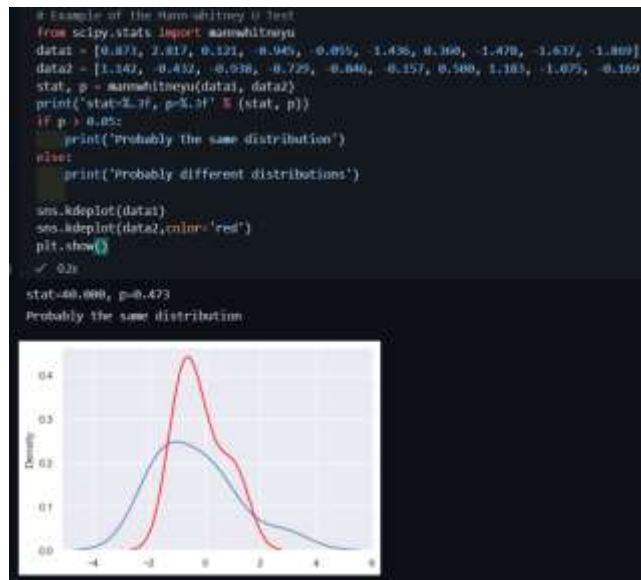 # Example of the Mann-Whitney U Test
from scipy.stats import mannwhitneyu
data1 = [0.873, 2.817, 0.121, -0.945, -0.055, -1.436, 0.360, -1.478, -1.637, -1.869]
data2 = [1.142, -0.432, -0.938, -0.729, -0.846, -0.157, 0.500, 1.183, -1.075, -0.169
stat, p = mannwhitneyu(data1, data2)
print('stat=%.3f, p=%.3f' % (stat, p))
if p > 0.05:
print('Probably the same distribution')
else:
print('Probably different distributions')
sns.kdeplot(data1)
sns.kdeplot(data2,color='red')
plt.show()
✓ 0.2s
stat=40.000, p=0.473
Probably the same distribution
0.4
0.3
0.2
0.1
0.0
Density
-4 -2 0 2 4 6